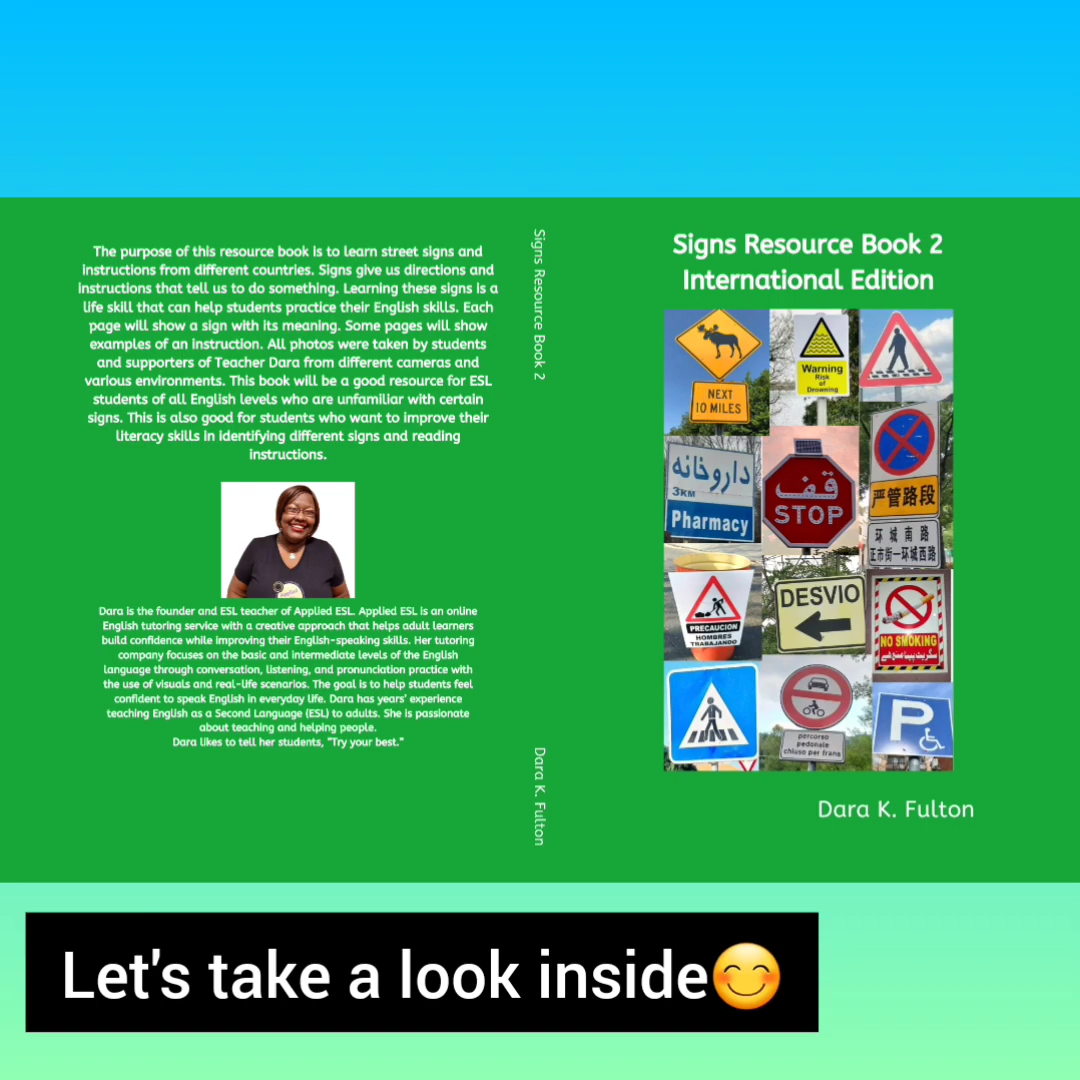 The purpose of this resource book is to learn street signs and
instructions from different countries. Signs give us directions and
instructions that tell us to do something. Learning these signs is a
life skill that can help students practice their English skills. Each
page will show a sign with its meaning. Some pages will show
examples of an instruction. All photos were taken by students
and supporters of Teacher Dara from different cameras and
various environments. This book will be a good resource for ESL
students of all English levels who are unfamiliar with certain
signs. This is also good for students who want to improve their
literacy skills in identifying different signs and reading
instructions.
Dara is the founder and ESL teacher of Applied ESL. Applied ESL is an online
English tutoring service with a creative approach that helps adult learners
build confidence while improving their English-speaking skills. Her tutoring
company focuses on the basic and intermediate levels of the English
language through conversation, listening, and pronunciation practice with
the use of visuals and real-life scenarios. The goal is to help students feel
confident to speak English in everyday life. Dara has years' experience
teaching English as a Second Language (ESL) to adults. She is passionate
about teaching and helping people.
Dara likes to tell her students, "Try your best."
Signs Resource Book 2
Dara K. Fulton
Signs Resource Book 2
International Edition
NEXT
10 MILES
Warning
Risk
of
Drowning
داروخانه
3KM
Pharmacy
قف
STOP
严管路段
环城南路
正市街一环城西路
PRECAUCION
HOMBRES
TRABAJANDO
DESVIO
NO SMOKING
سگریٹ پینا منع ہے
percorso
pedonale
chiuso per frana
P
Dara K. Fulton
Let's take a look inside😊